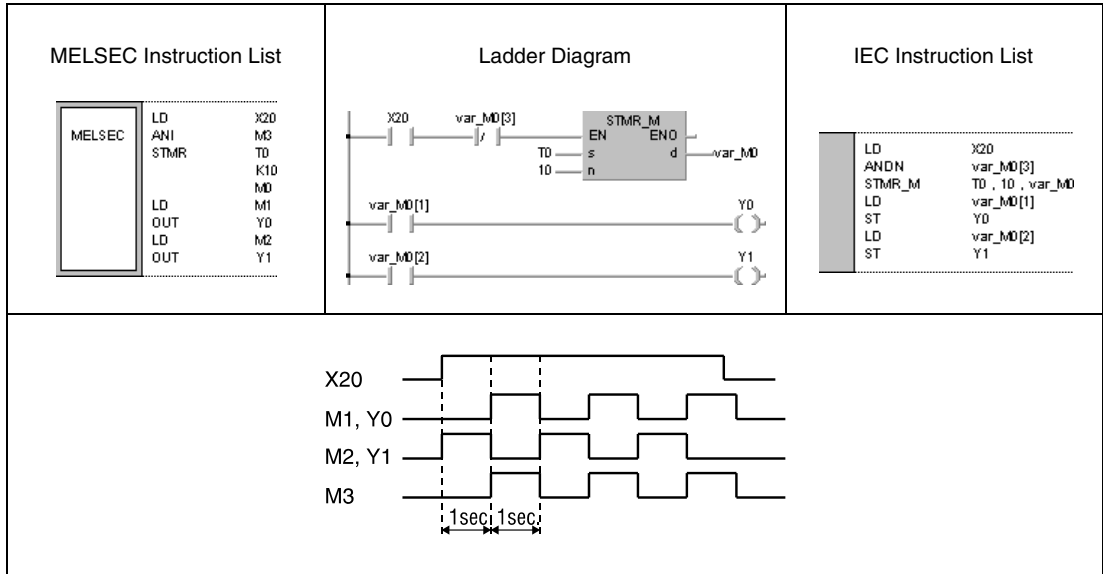 MELSEC Instruction List
MELSEC
LD X20
ANI M3
STMR T0
K10
M0
LD M1
OUT Y0
LD M2
OUT Y1
Ladder Diagram
X20 var_M0[3] STMR_M
EN ENO
T0 s d var_M0
10 n
var_M0[1] Y0
var_M0[2] Y1
IEC Instruction List
LD X20
ANDN var_M0[3]
STMR_M T0 , 10 , var_M0
LD var_M0[1]
ST Y0
LD var_M0[2]
ST Y1
X20
M1, Y0
M2, Y1
M3
1sec. 1sec.